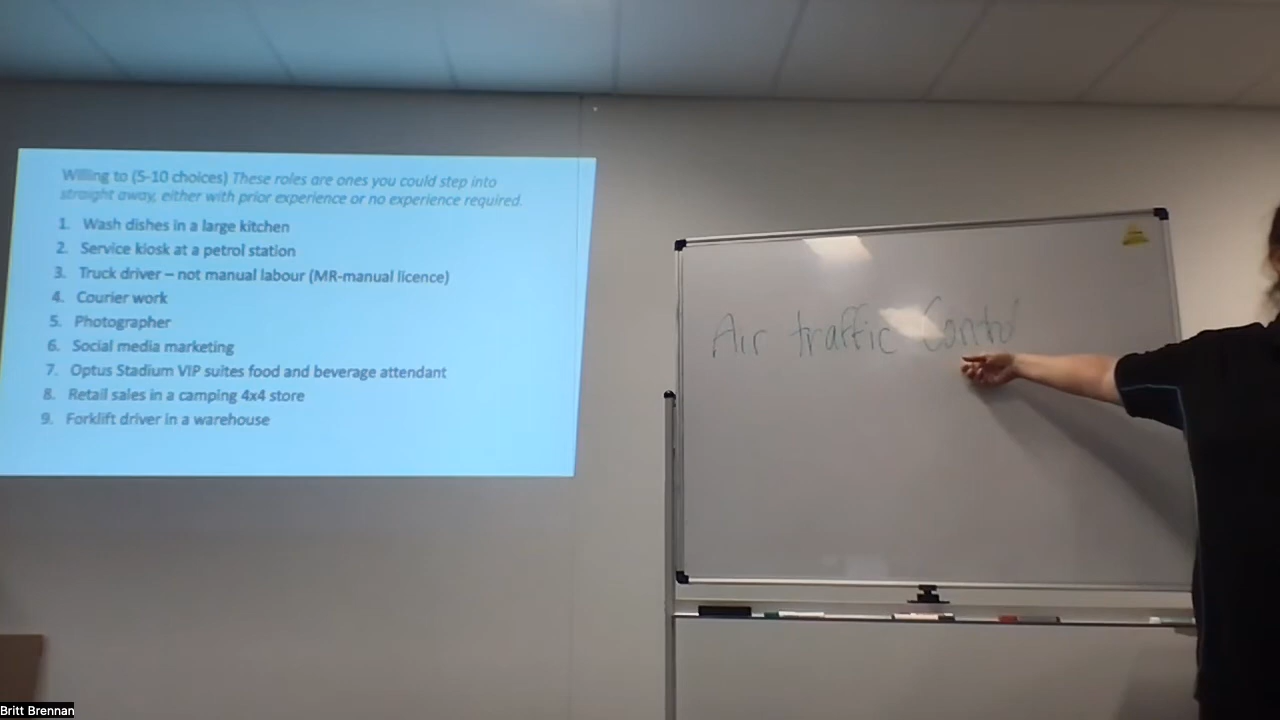 Willing to (5-10 choices) These roles are ones you could step into
straight away, either with prior experience or no experience required.
1. Wash dishes in a large kitchen
2. Service kiosk at a petrol station
3. Truck driver – not manual labour (MR-manual licence)
4. Courier work
5. Photographer
6. Social media marketing
7. Optus Stadium VIP suites food and beverage attendant
8. Retail sales in a camping 4x4 store
9. Forklift driver in a warehouse
Air traffic
Britt Brennan